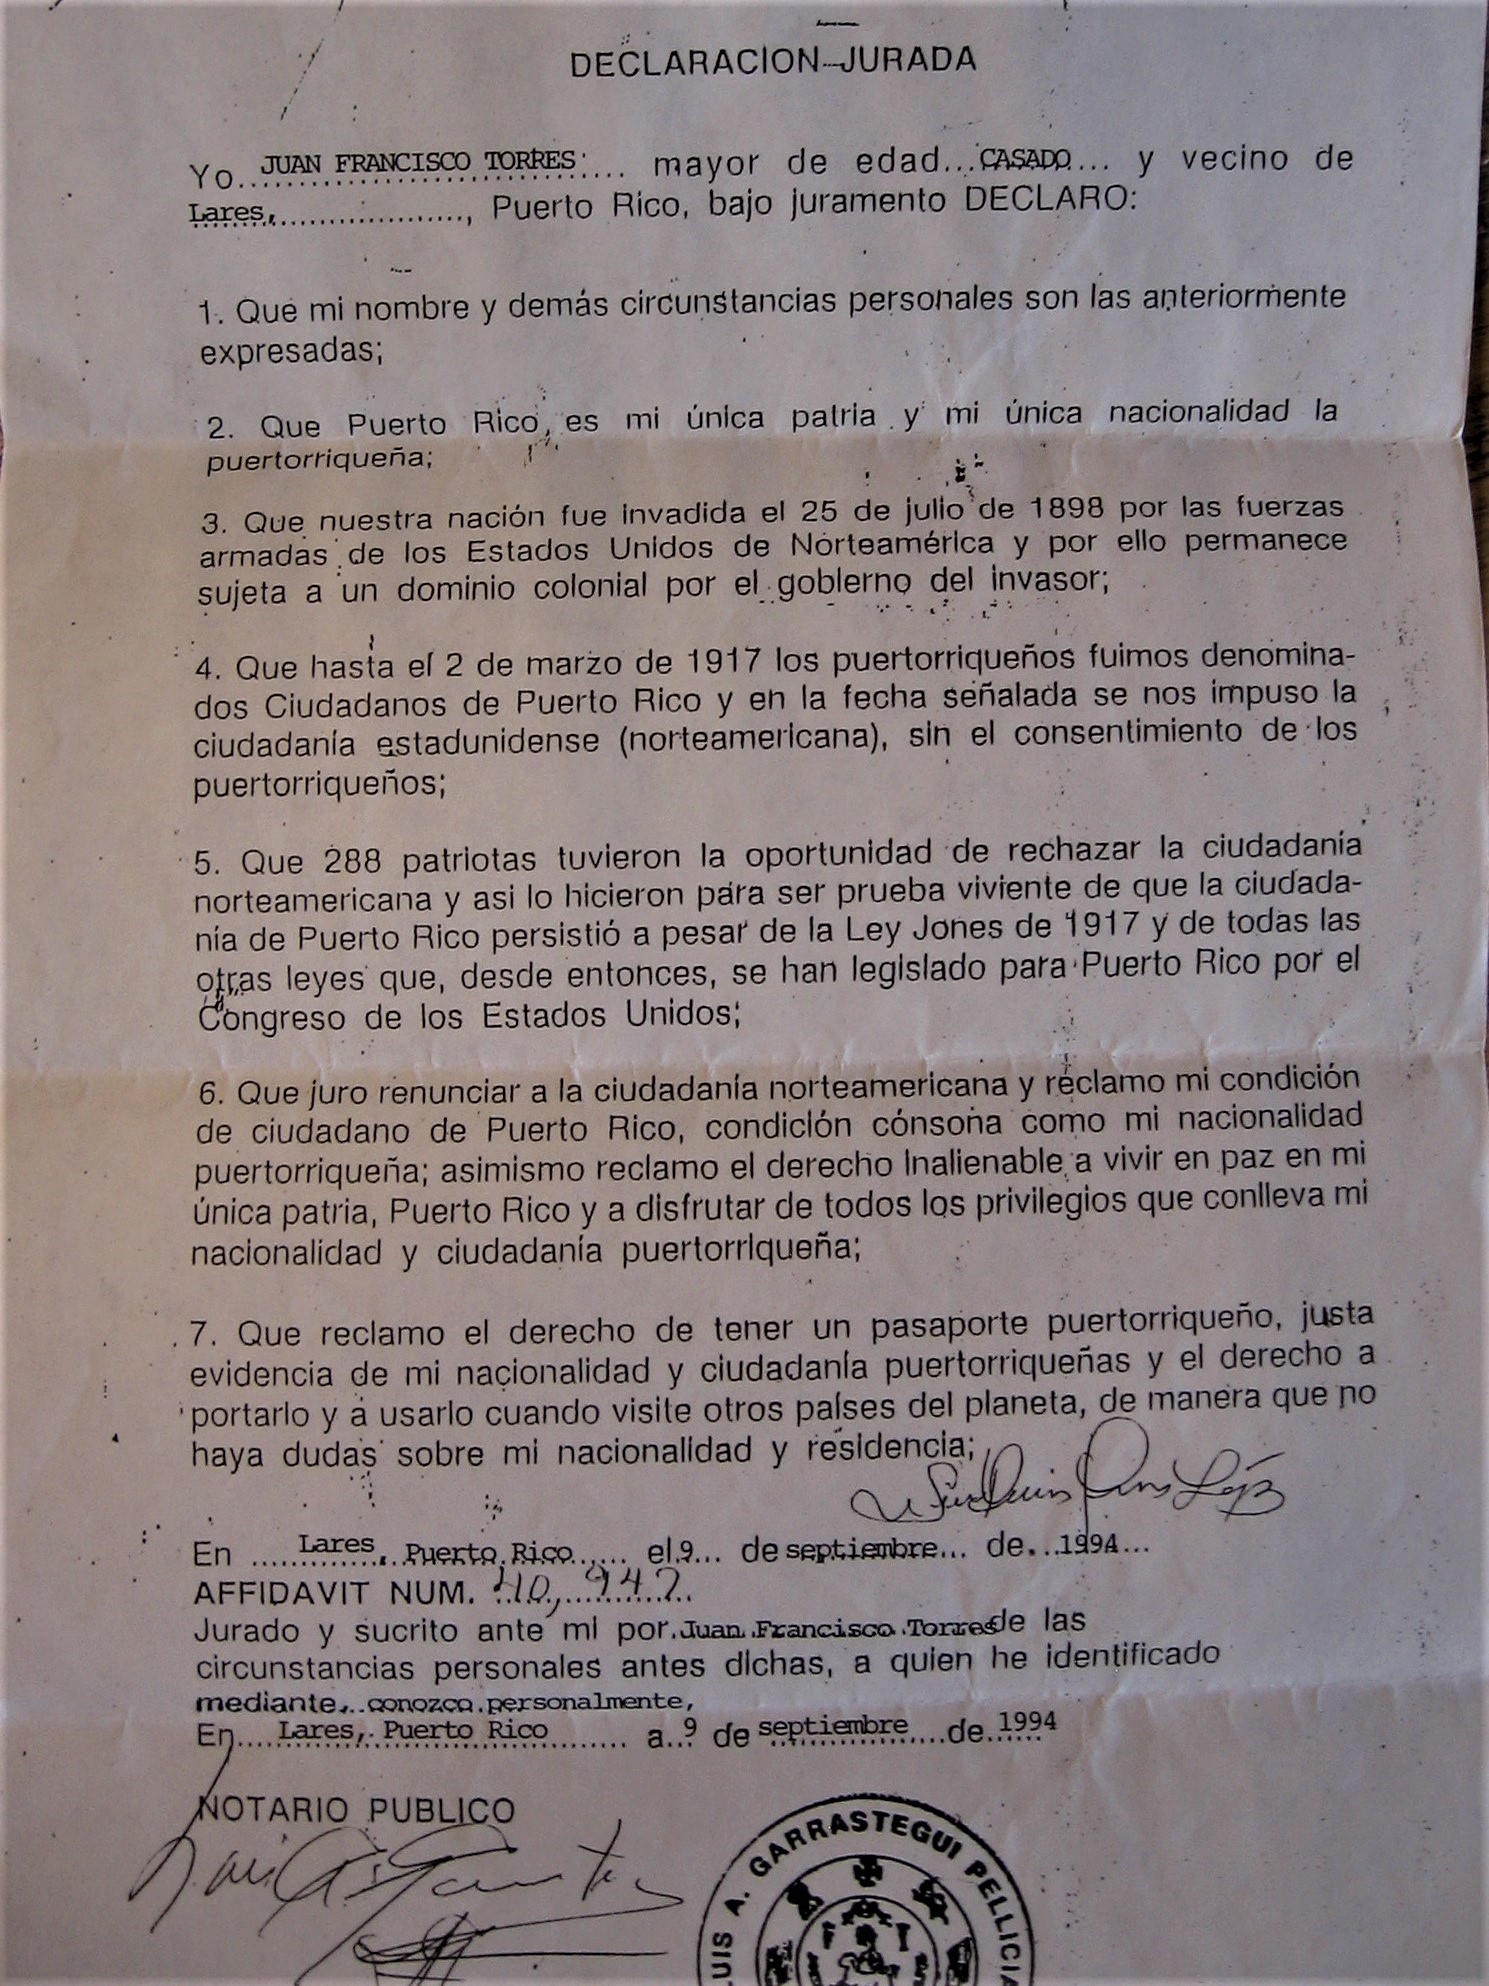 DECLARACION JURADA
Yo JUAN FRANCISCO TORRES mayor de edad CASADO y vecino de
Lares, , Puerto Rico, bajo juramento DECLARO:
1. Que mi nombre y demás circunstancias personales son las anteriormente
expresadas;
2. Que Puerto Rico es mi única patria y mi única nacionalidad la
puertorriqueña;
3. Que nuestra nación fue invadida el 25 de julio de 1898 por las fuerzas
armadas de los Estados Unidos de Norteamérica y por ello permanece
sujeta a un dominio colonial por el gobierno del invasor;
4. Que hasta el 2 de marzo de 1917 los puertorriqueños fuimos denomina-
dos Ciudadanos de Puerto Rico y en la fecha señalada se nos impuso la
ciudadanía estadunidense (norteamericana), sin el consentimiento de los
puertorriqueños;
5. Que 288 patriotas tuvieron la oportunidad de rechazar la ciudadanía
norteamericana y asi lo hicieron para ser prueba viviente de que la ciudada-
nía de Puerto Rico persistió a pesar de la Ley Jones de 1917 y de todas las
otras leyes que, desde entonces, se han legislado para Puerto Rico por el
Congreso de los Estados Unidos;
6. Que juro renunciar a la ciudadanía norteamericana y reclamo mi condición
de ciudadano de Puerto Rico, condición cónsona como mi nacionalidad
puertorriqueña; asimismo reclamo el derecho inalienable a vivir en paz en mi
única patria, Puerto Rico y a disfrutar de todos los privilegios que conlleva mi
nacionalidad y ciudadanía puertorriqueña;
7. Que reclamo el derecho de tener un pasaporte puertorriqueño, justa
evidencia de mi nacionalidad y ciudadanía puertorriqueñas y el derecho a
portarlo y a usarlo cuando visite otros países del planeta, de manera que no
haya dudas sobre mi nacionalidad y residencia;
En Lares, Puerto Rico el 9 de septiembre de 1994
AFFIDAVIT NUM. 40,942
Jurado y sucrito ante mi por Juan Francisco Torres de las
circunstancias personales antes dichas, a quien he identificado
mediante, conozco personalmente,
En Lares, Puerto Rico a 9 de septiembre de 1994
NOTARIO PUBLICO
LUIS A. GARRASTEGUI PELLICIA